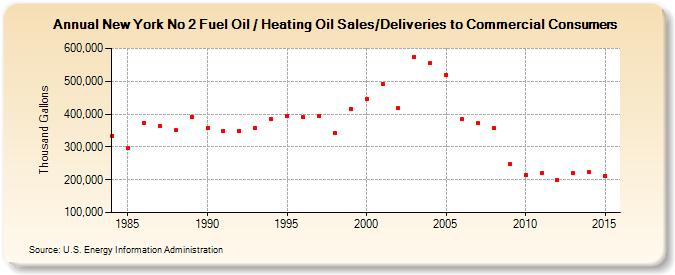 Annual New York No 2 Fuel Oil / Heating Oil Sales/Deliveries to Commercial Consumers
Thousand Gallons
600,000
500,000
400,000
300,000
200,000
100,000
1985 1990 1995 2000 2005 2010 2015
Source: U.S. Energy Information Administration